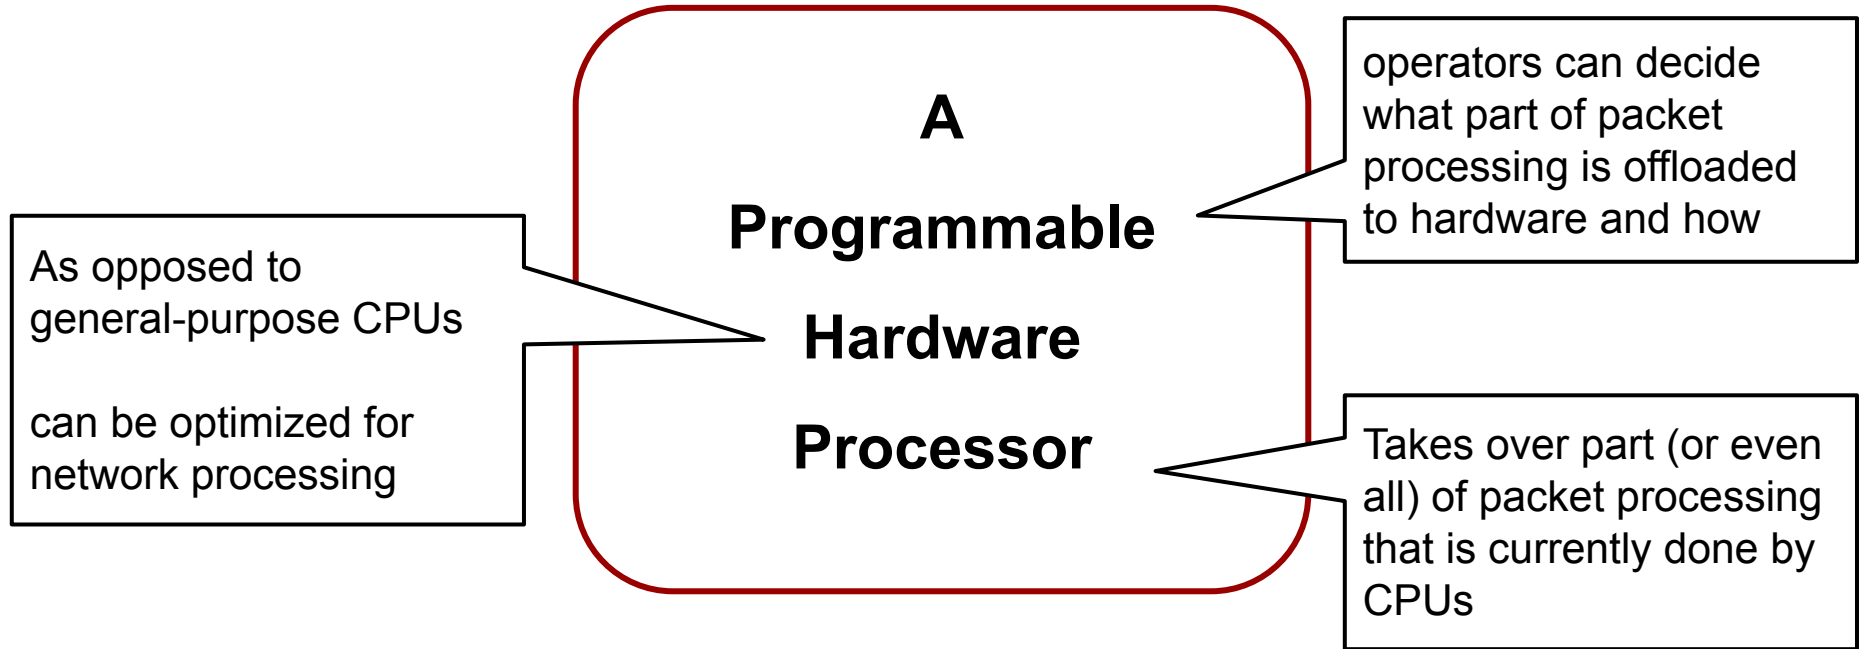 A
Programmable
Hardware
Processor
As opposed to
general-purpose CPUs
can be optimized for
network processing
operators can decide
what part of packet
processing is offloaded
to hardware and how
Takes over part (or even
all) of packet processing
that is currently done by
CPUs